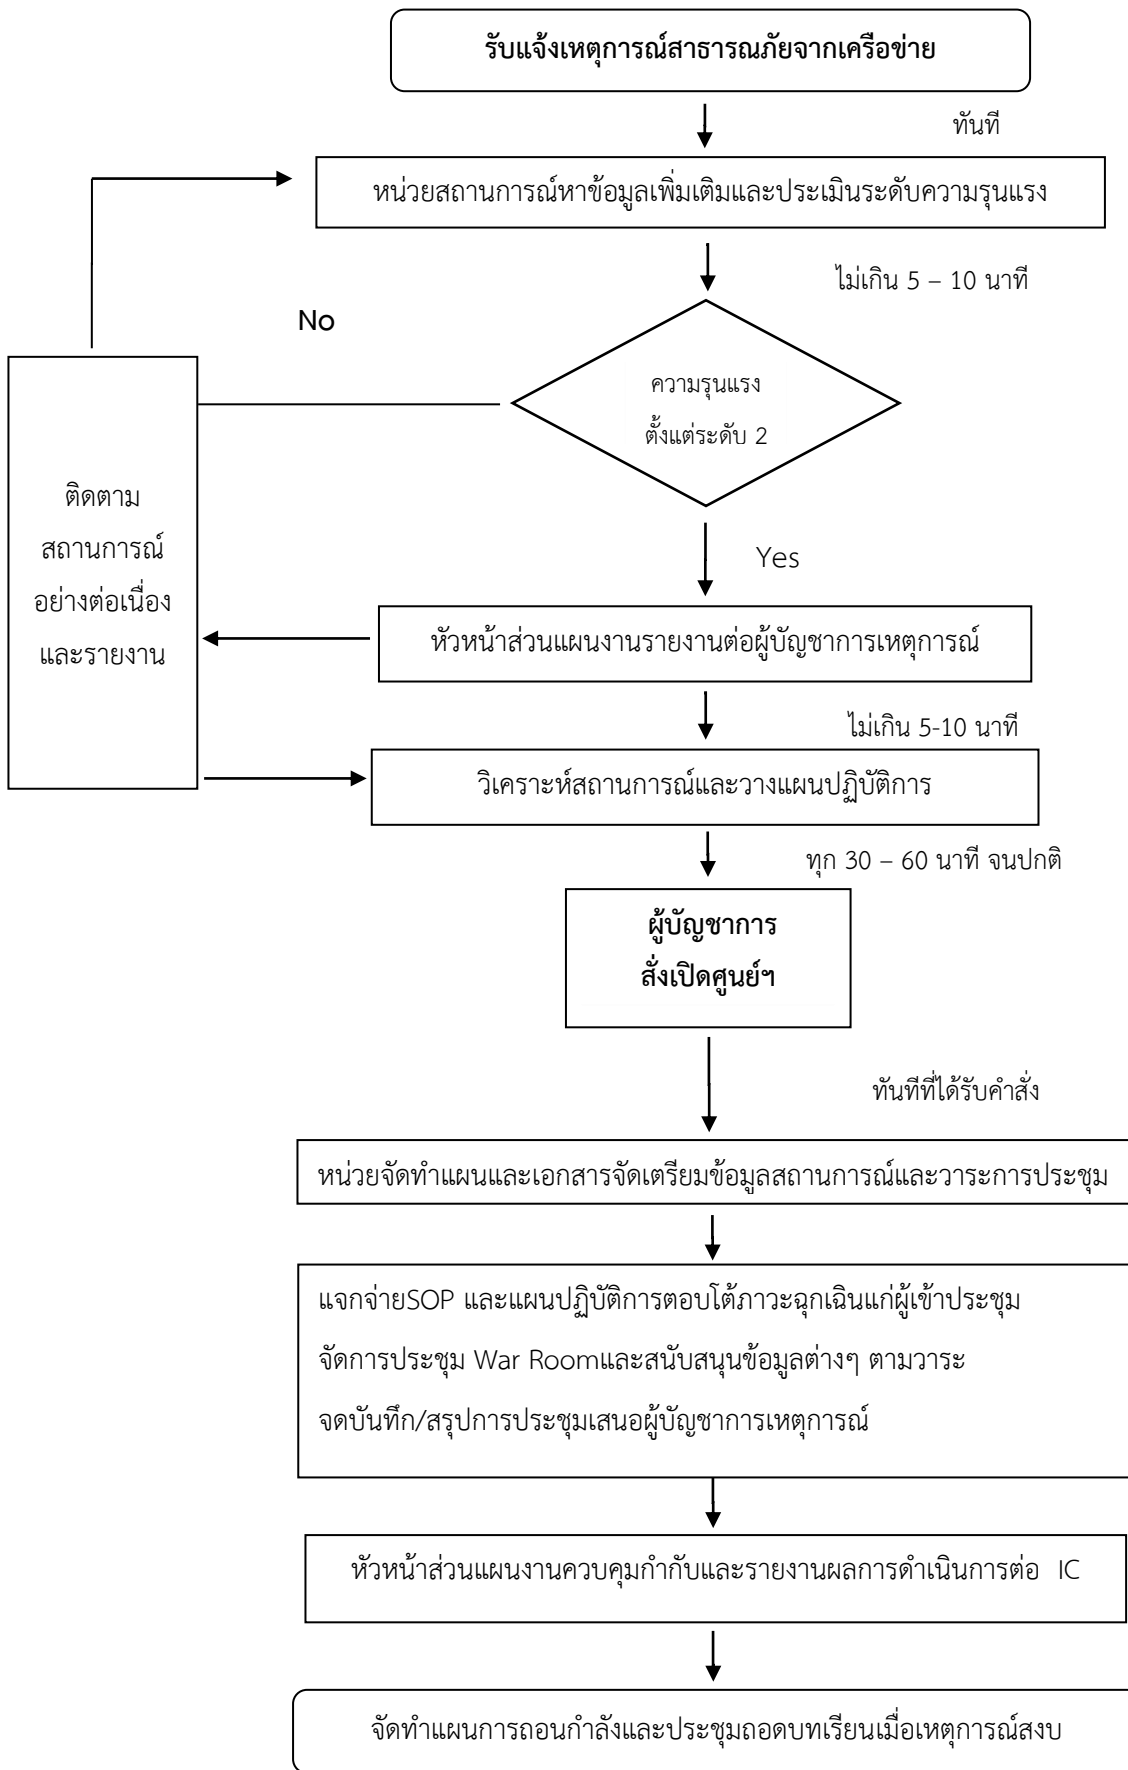 รับแจ้งเหตุการณ์สาธารณภัยจากเครือข่าย
ทันที
หน่วยสถานการณ์หาข้อมูลเพิ่มเติมและประเมินระดับความรุนแรง
ไม่เกิน 5 – 10 นาที
No
ความรุนแรง
ตั้งแต่ระดับ 2
ติดตาม
สถานการณ์
อย่างต่อเนื่อง
และรายงาน
Yes
หัวหน้าส่วนแผนงานรายงานต่อผู้บัญชาการเหตุการณ์
ไม่เกิน 5-10 นาที
วิเคราะห์สถานการณ์และวางแผนปฏิบัติการ
ทุก 30 – 60 นาที จนปกติ
ผู้บัญชาการ
สั่งเปิดศูนย์ฯ
ทันทีที่ได้รับคำสั่ง
หน่วยจัดทำแผนและเอกสารจัดเตรียมข้อมูลสถานการณ์และวาระการประชุม
แจกจ่ายSOP และแผนปฏิบัติการตอบโต้ภาวะฉุกเฉินแก่ผู้เข้าประชุม
จัดการประชุม War Roomและสนับสนุนข้อมูลต่างๆ ตามวาระ
จดบันทึก/สรุปการประชุมเสนอผู้บัญชาการเหตุการณ์
หัวหน้าส่วนแผนงานควบคุมกำกับและรายงานผลการดำเนินการต่อ IC
จัดทำแผนการถอนกำลังและประชุมถอดบทเรียนเมื่อเหตุการณ์สงบ